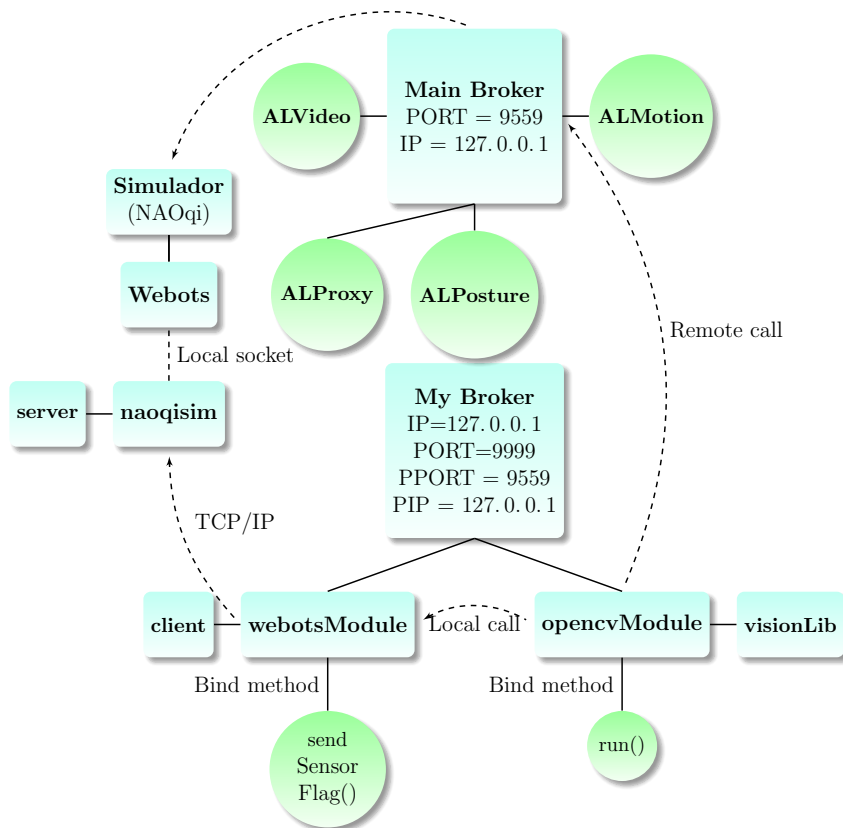 Main Broker
PORT = 9559
IP = 127.0.0.1
ALVideo
ALMotion
Simulador
(NAOqi)
Webots
ALProxy
ALPosture
Remote call
Local socket
server
naoqisim
My Broker
IP=127.0.0.1
PORT=9999
PPORT = 9559
PIP = 127.0.0.1
TCP/IP
client
webotsModule
Local call
opencvModule
visionLib
Bind method
Bind method
send
Sensor
Flag()
run()